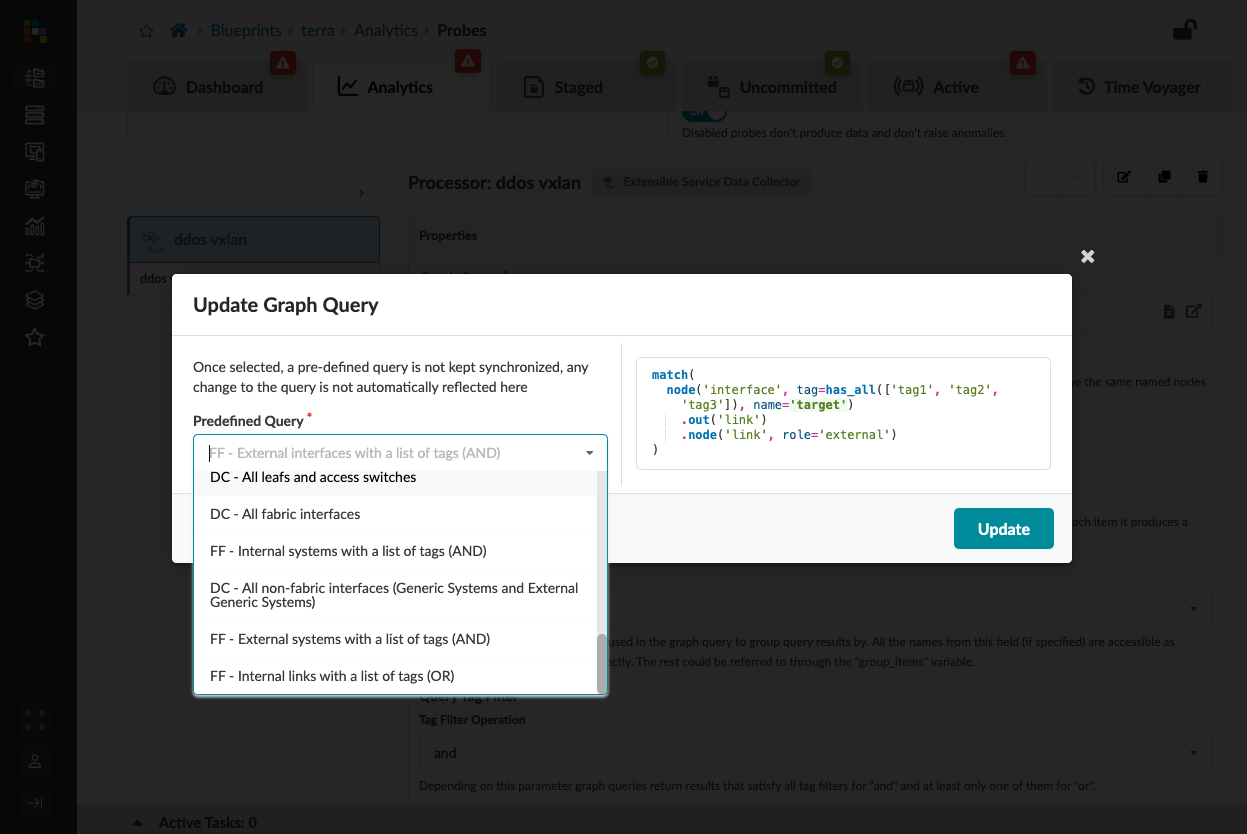 Blueprints › terra › Analytics › Probes
Dashboard
Analytics
Staged
Uncommitted
Active
Time Voyager
ON
Disabled probes don't produce data and don't raise anomalies.
Processor: ddos vxlan
Extensible Service Data Collector
ddos vxlan
Properties
ddos
Update Graph Query
Once selected, a pre-defined query is not kept synchronized, any
change to the query is not automatically reflected here
Predefined Query *
FF - External interfaces with a list of tags (AND)
DC - All leafs and access switches
DC - All fabric interfaces
FF - Internal systems with a list of tags (AND)
DC - All non-fabric interfaces (Generic Systems and External
Generic Systems)
FF - External systems with a list of tags (AND)
FF - Internal links with a list of tags (OR)
match(
node('interface', tag=has_all(['tag1', 'tag2',
'tag3']), name='target')
.out('link')
.node('link', role='external')
)
Update
ve the same named nodes
ach item it produces a
used in the graph query to group query results by. All the names from this field (if specified) are accessible as
ectly. The rest could be referred to through the "group_items" variable.
Query Tag Filter
Tag Filter Operation
and
Depending on this parameter graph queries return results that satisfy all tag filters for "and" and at least only one of them for "or".
Active Tasks: 0